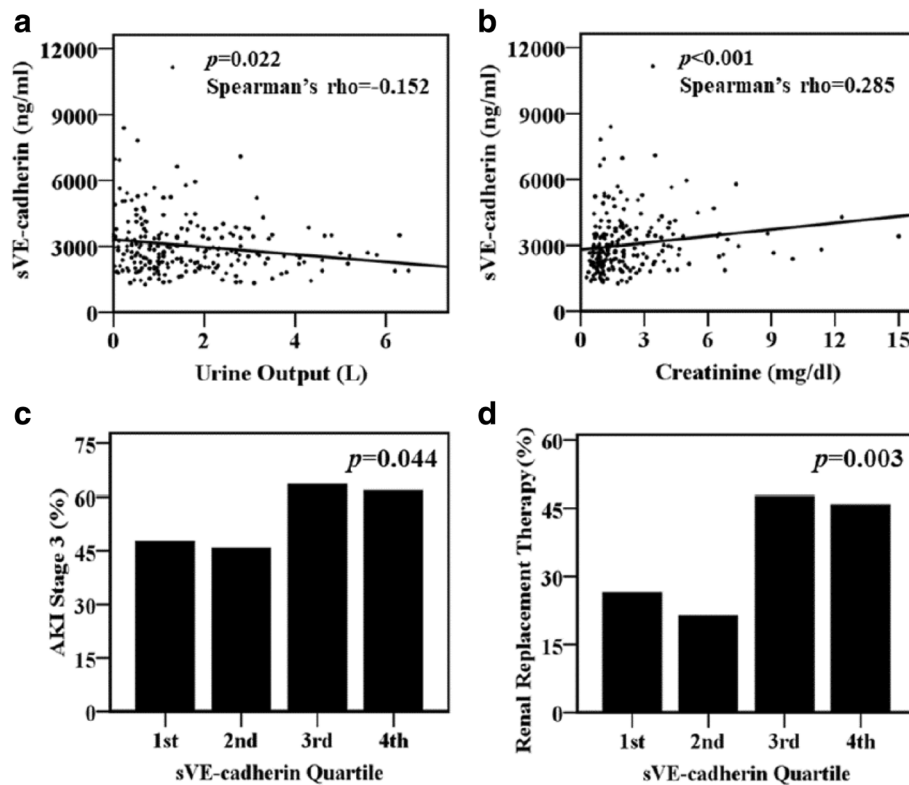 a
p=0.022
Spearman's rho=-0.152
sVE-cadherin (ng/ml)
12000
9000
6000
3000
0
0 2 4 6
Urine Output (L)
b
p<0.001
Spearman's rho=0.285
sVE-cadherin (ng/ml)
12000
9000
6000
3000
0
0 3 6 9 12 15
Creatinine (mg/dl)
c
p=0.044
AKI Stage 3 (%)
75
60
45
30
15
0
1st 2nd 3rd 4th
sVE-cadherin Quartile
d
p=0.003
Renal Replacement Therapy (%)
60
45
30
15
0
1st 2nd 3rd 4th
sVE-cadherin Quartile